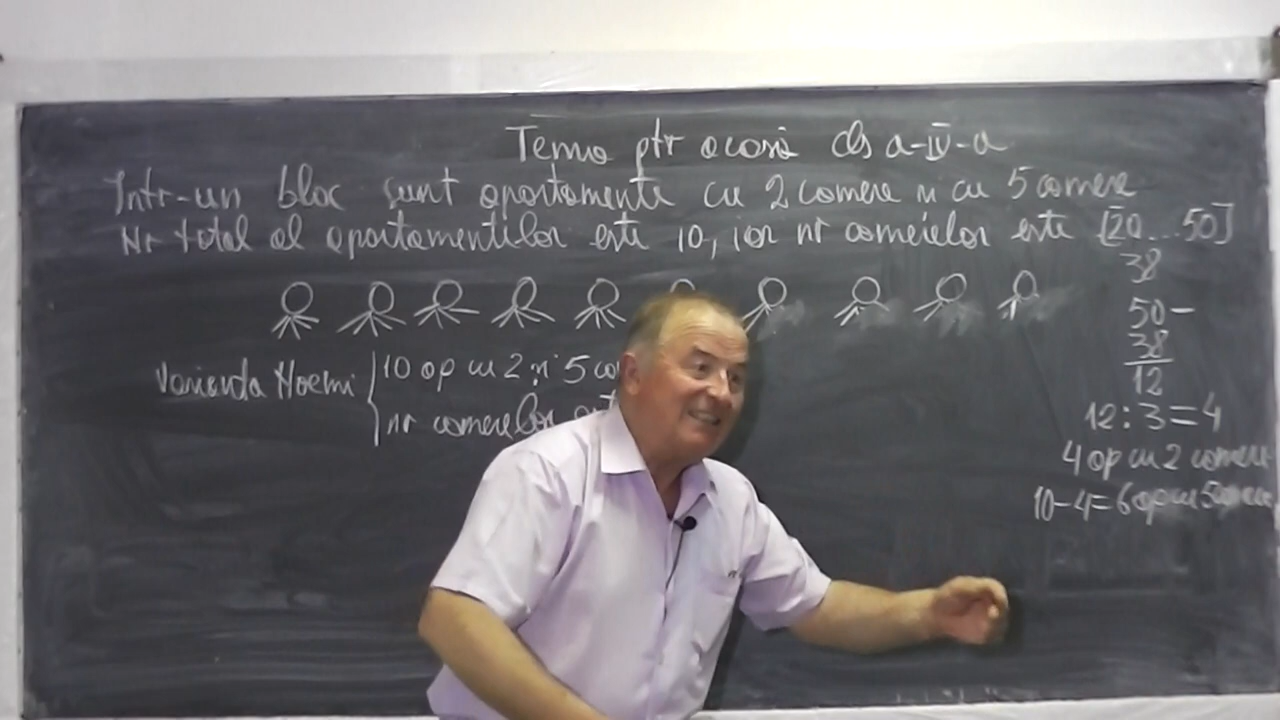 Tema ptr acasă cls a-IV-a
Intr-un bloc sunt apartamente cu 2 camere și cu 5 camere
Nr total al apartamentelor este 10, iar nr camerelor este [20...50]
38
50-
38
12
12:3=4
4 ap cu 2 camere
10-4=6 ap cu 5 camere
Varianta Noemi
10 ap cu 2 și 5
nr camerelor